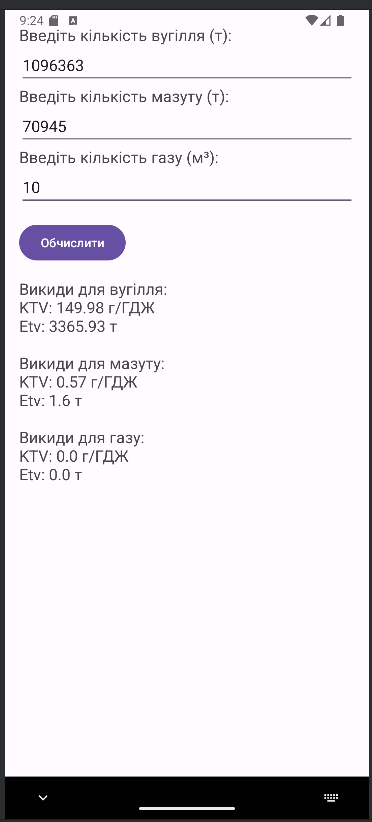 9:24
Введіть кількість вугілля (т):
1096363
Введіть кількість мазуту (т):
70945
Введіть кількість газу (м³):
10
Обчислити
Викиди для вугілля:
KTV: 149.98 г/ГДЖ
Etv: 3365.93 т
Викиди для мазуту:
KTV: 0.57 г/ГДЖ
Etv: 1.6 т
Викиди для газу:
KTV: 0.0 г/ГДЖ
Etv: 0.0 т